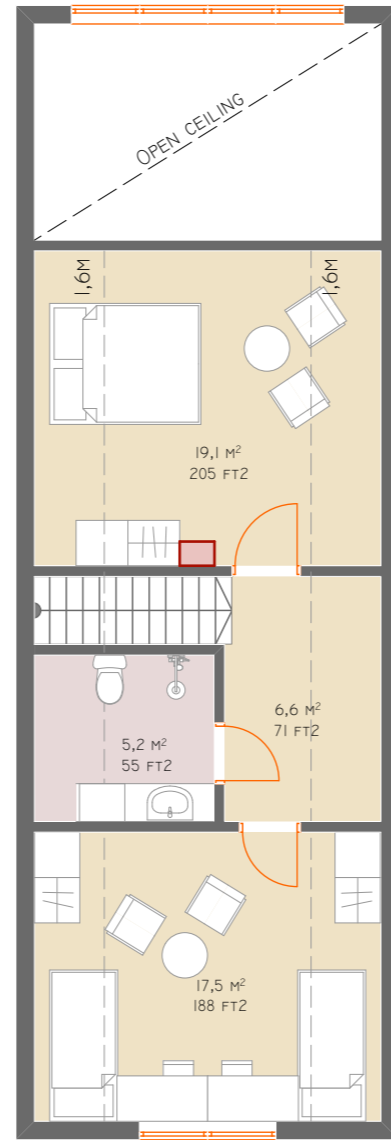 OPEN CEILING
1,6M
1,6M
19,1 M²
205 FT2
6,6 M²
71 FT2
5,2 M²
55 FT2
17,5 M²
188 FT2